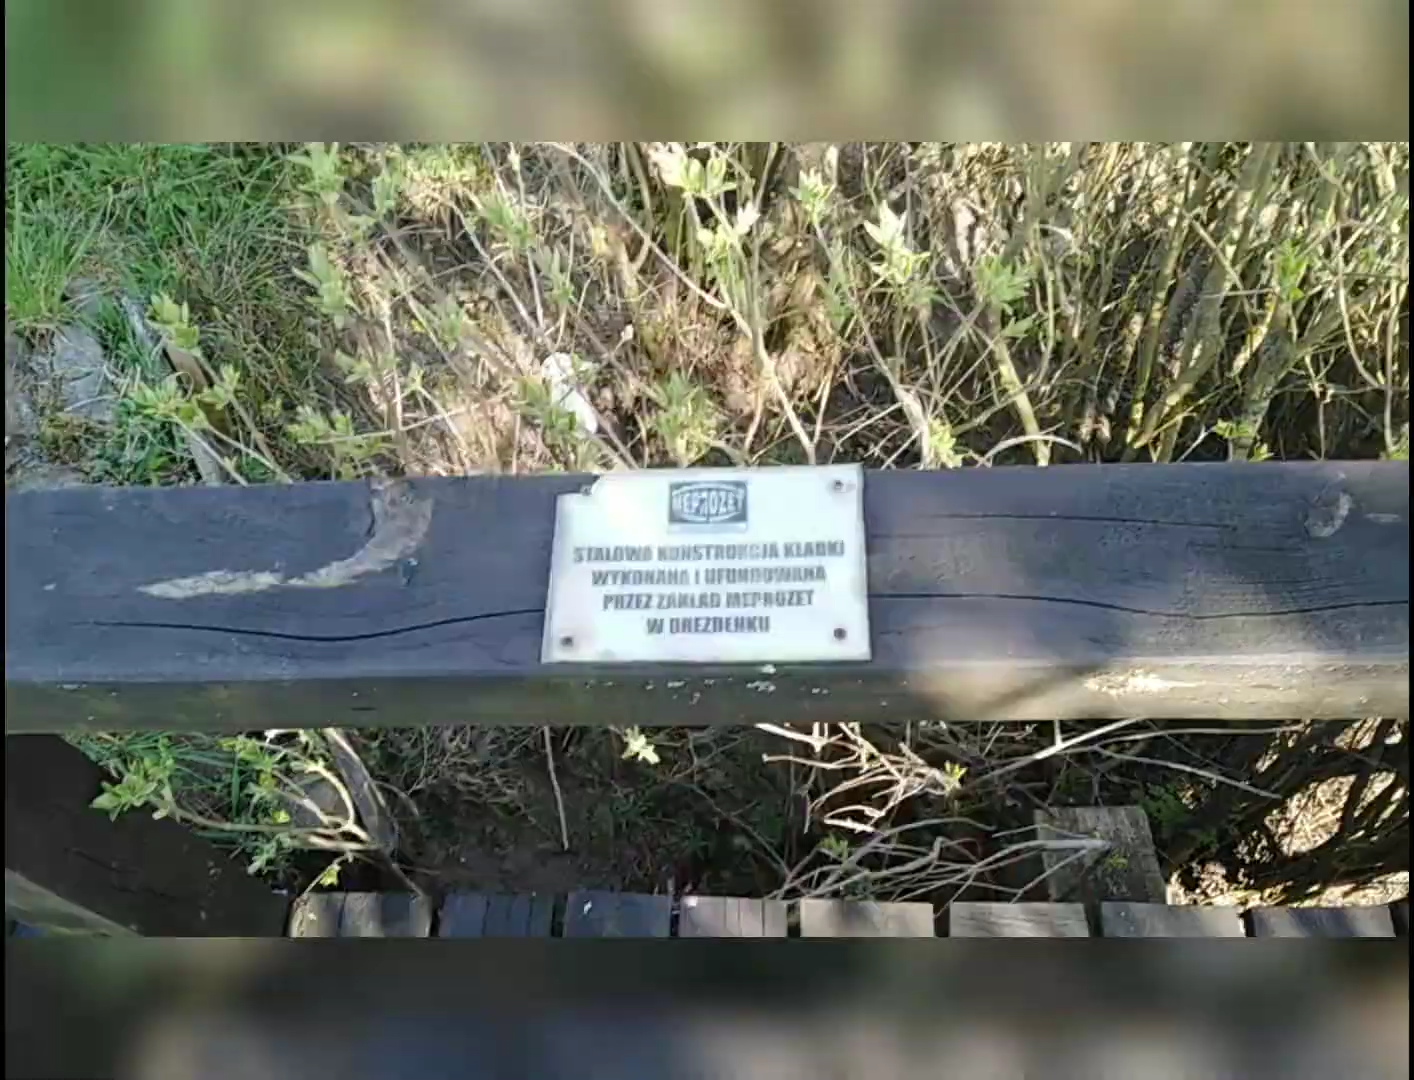 MEPROZET
STALOWA KONSTRUKCJA KŁADKI
WYKONANA I UFUNDOWANA
PRZEZ ZAKŁAD MEPROZET
W DREZDENKU